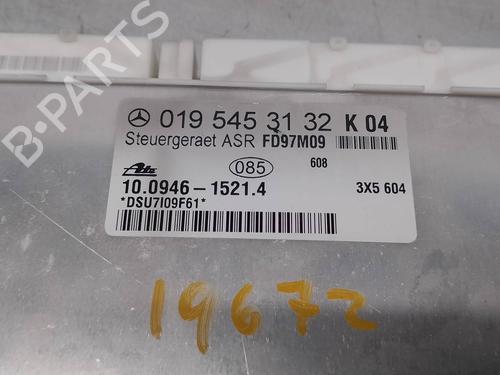 B-PARTS
019 545 31 32 K 04
Steuergeraet ASR FD97M09
Ate 085 608
10.0946-1521.4 3X5 604
*DSU7I09F61*
19672